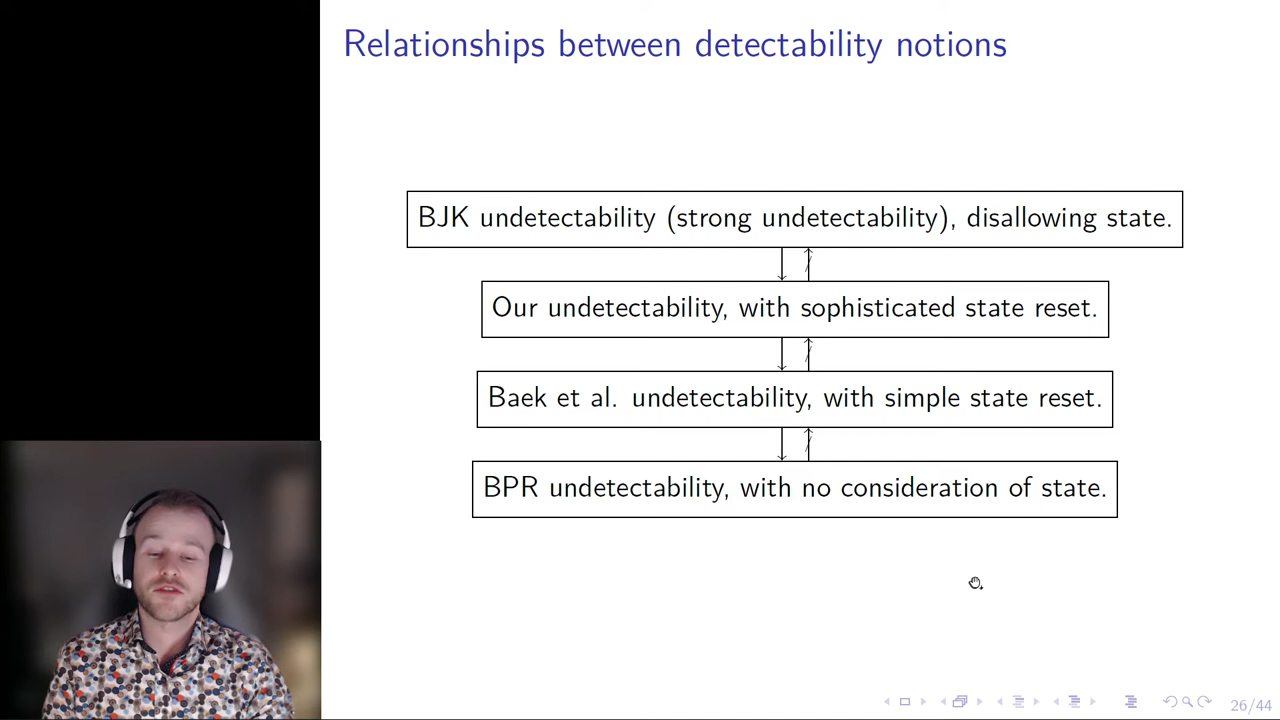 Relationships between detectability notions
BJK undetectability (strong undetectability), disallowing state.
Our undetectability, with sophisticated state reset.
Baek et al. undetectability, with simple state reset.
BPR undetectability, with no consideration of state.
26/44